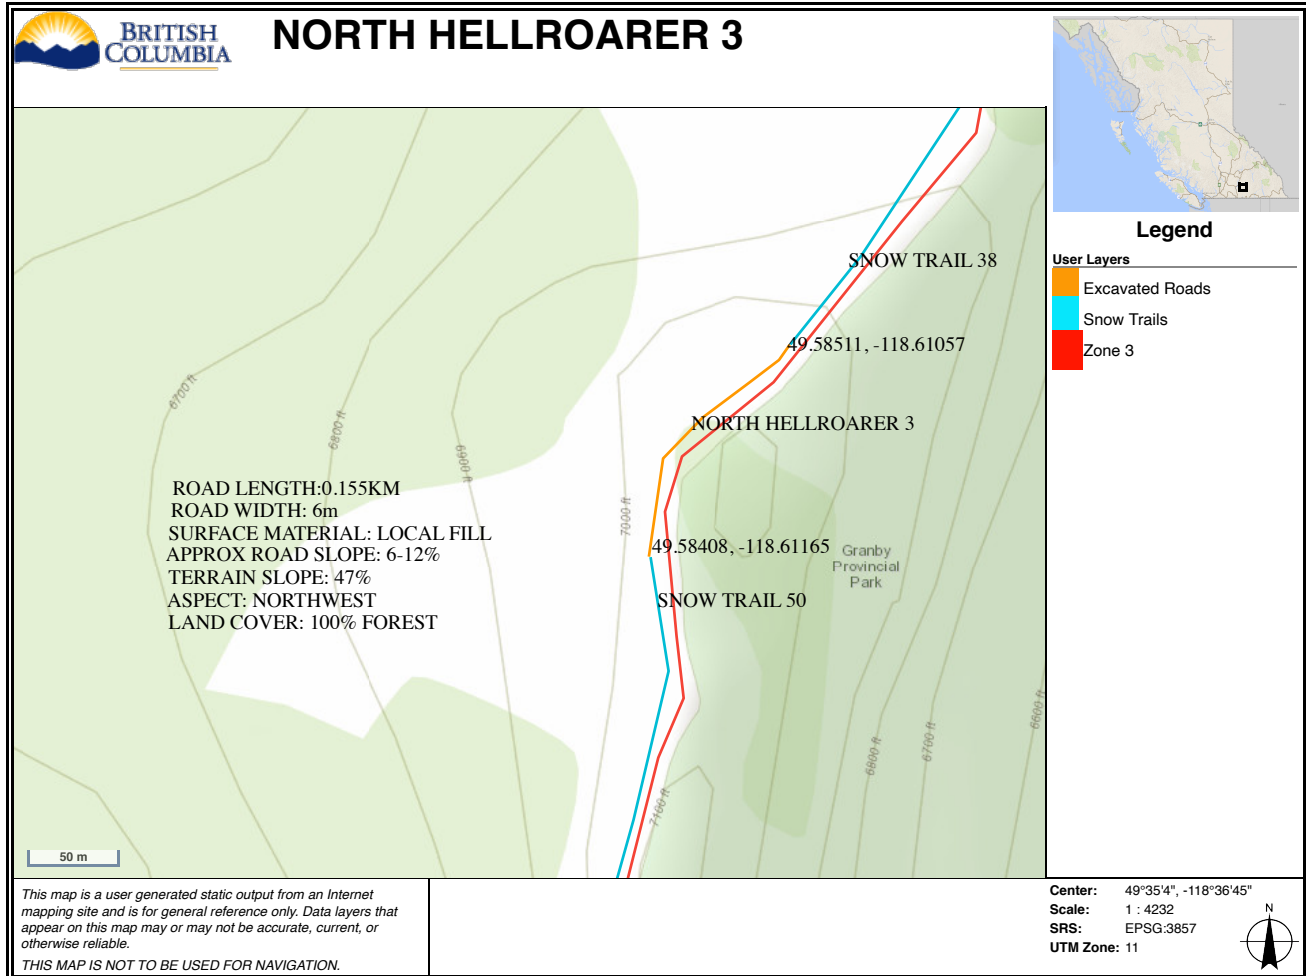 BRITISH
COLUMBIA
NORTH HELLROARER 3
SNOW TRAIL 38
49.58511, -118.61057
NORTH HELLROARER 3
6700 ft
6800 ft
6900 ft
7000 ft
ROAD LENGTH:0.155KM
ROAD WIDTH: 6m
SURFACE MATERIAL: LOCAL FILL
APPROX ROAD SLOPE: 6-12%
TERRAIN SLOPE: 47%
ASPECT: NORTHWEST
LAND COVER: 100% FOREST
49.58408, -118.61165
Granby
Provincial
Park
SNOW TRAIL 50
6600 ft
6700 ft
6800 ft
7100 ft
50 m
Legend
User Layers
Excavated Roads
Snow Trails
Zone 3
This map is a user generated static output from an Internet
mapping site and is for general reference only. Data layers that
appear on this map may or may not be accurate, current, or
otherwise reliable.
THIS MAP IS NOT TO BE USED FOR NAVIGATION.
Center: 49°35'4", -118°36'45"
Scale: 1 : 4232
SRS: EPSG:3857
UTM Zone: 11
N